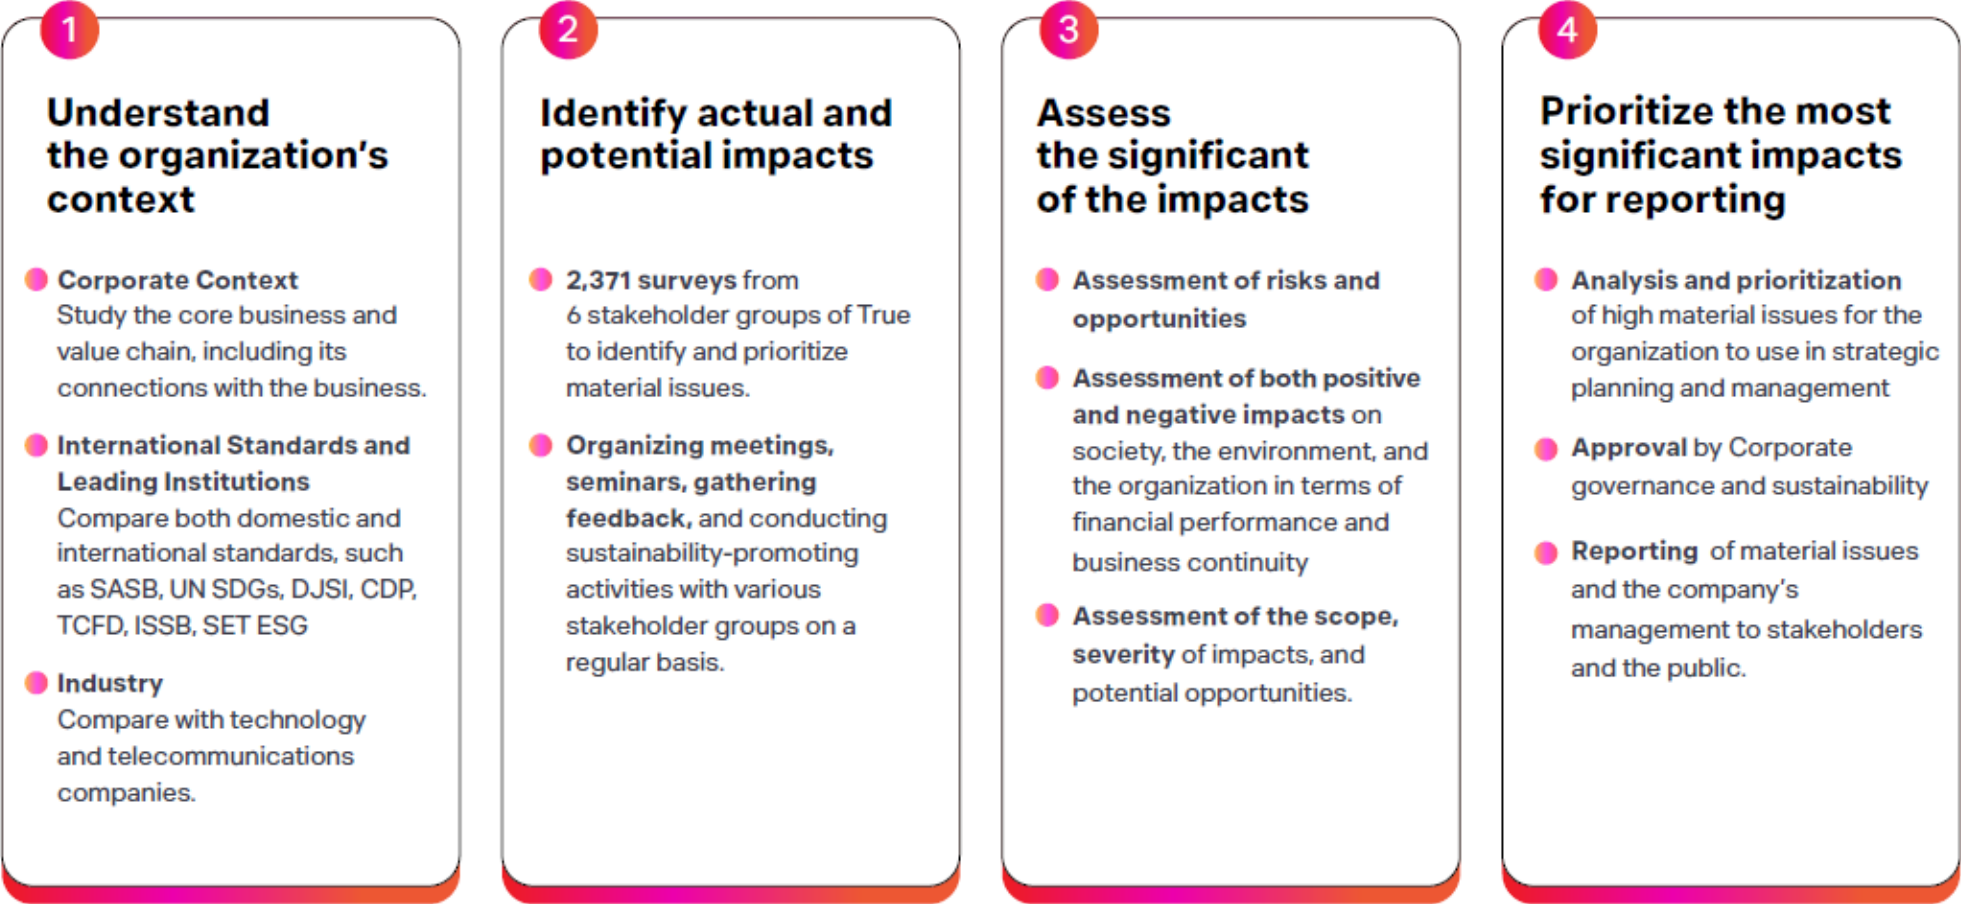 1
Understand
the organization's
context
Corporate Context
Study the core business and
value chain, including its
connections with the business.
International Standards and
Leading Institutions
Compare both domestic and
international standards, such
as SASB, UN SDGs, DJSI, CDP,
TCFD, ISSB, SET ESG
Industry
Compare with technology
and telecommunications
companies.
2
Identify actual and
potential impacts
2,371 surveys from
6 stakeholder groups of True
to identify and prioritize
material issues.
Organizing meetings,
seminars, gathering
feedback, and conducting
sustainability-promoting
activities with various
stakeholder groups on a
regular basis.
3
Assess
the significant
of the impacts
Assessment of risks and
opportunities
Assessment of both positive
and negative impacts on
society, the environment, and
the organization in terms of
financial performance and
business continuity
Assessment of the scope,
severity of impacts, and
potential opportunities.
4
Prioritize the most
significant impacts
for reporting
Analysis and prioritization
of high material issues for the
organization to use in strategic
planning and management
Approval by Corporate
governance and sustainability
Reporting of material issues
and the company's
management to stakeholders
and the public.